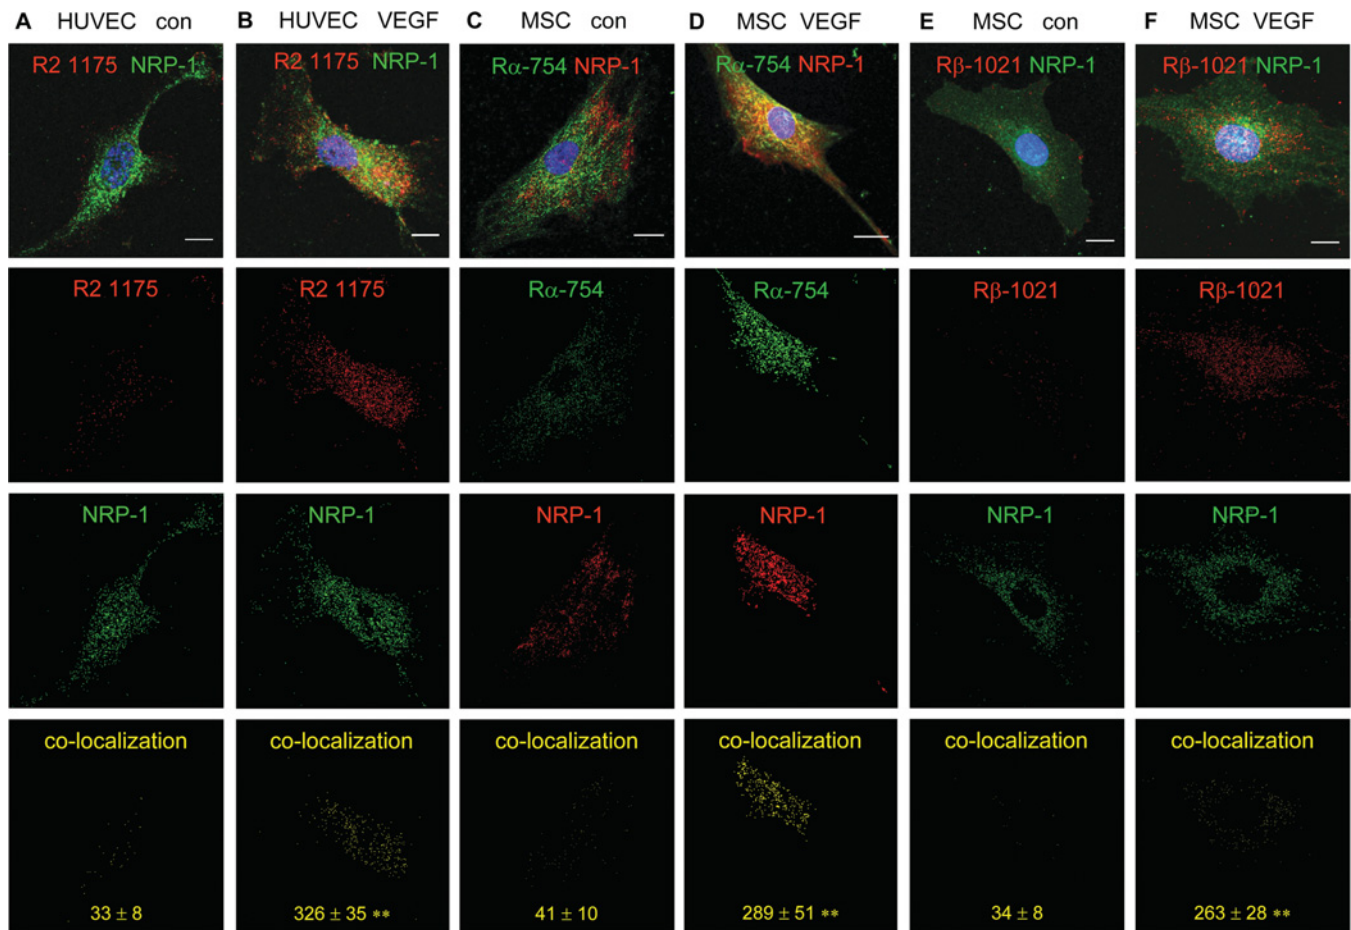 A HUVEC con B HUVEC VEGF C MSC con D MSC VEGF E MSC con F MSC VEGF
R2 1175 NRP-1 R2 1175 NRP-1 Rα-754 NRP-1 Rα-754 NRP-1 Rβ-1021 NRP-1 Rβ-1021 NRP-1
R2 1175 R2 1175 Rα-754 Rα-754 Rβ-1021 Rβ-1021
NRP-1 NRP-1 NRP-1 NRP-1 NRP-1 NRP-1
co-localization co-localization co-localization co-localization co-localization co-localization
33 ± 8 326 ± 35 ** 41 ± 10 289 ± 51 ** 34 ± 8 263 ± 28 **